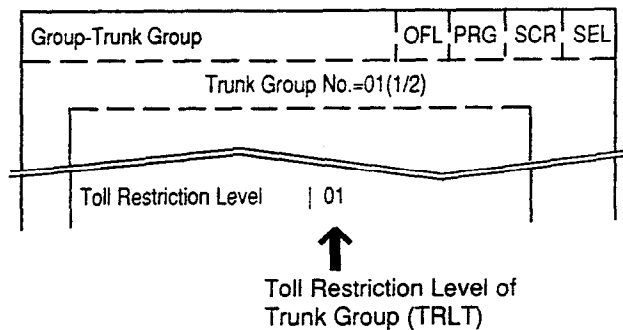 Group-Trunk Group OFL PRG SCR SEL
Trunk Group No.=01(1/2)
Toll Restriction Level | 01
Toll Restriction Level of
Trunk Group (TRLT)